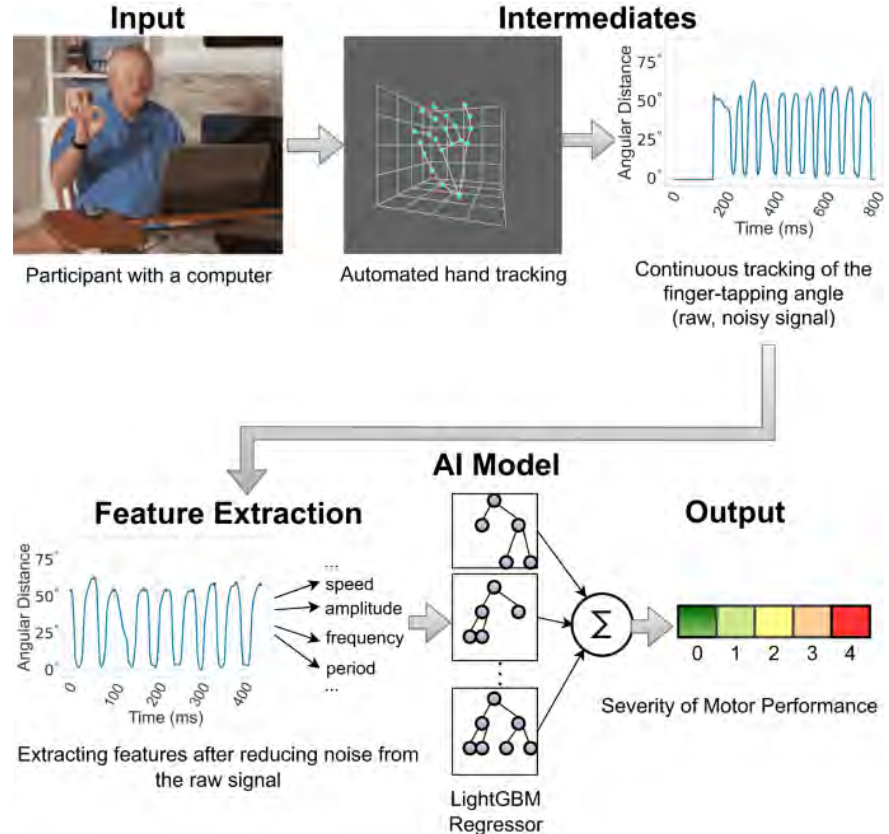 Input
Intermediates
Angular Distance
75°
50°
25°
0°
0
200
400
600
800
Time (ms)
Participant with a computer
Automated hand tracking
Continuous tracking of the
finger-tapping angle
(raw, noisy signal)
AI Model
Feature Extraction
Output
Angular Distance
75°
50°
25°
0°
0
100
200
300
400
Time (ms)
...
speed
amplitude
frequency
period
...
Σ
0
1
2
3
4
Severity of Motor Performance
Extracting features after reducing noise from
the raw signal
LightGBM
Regressor